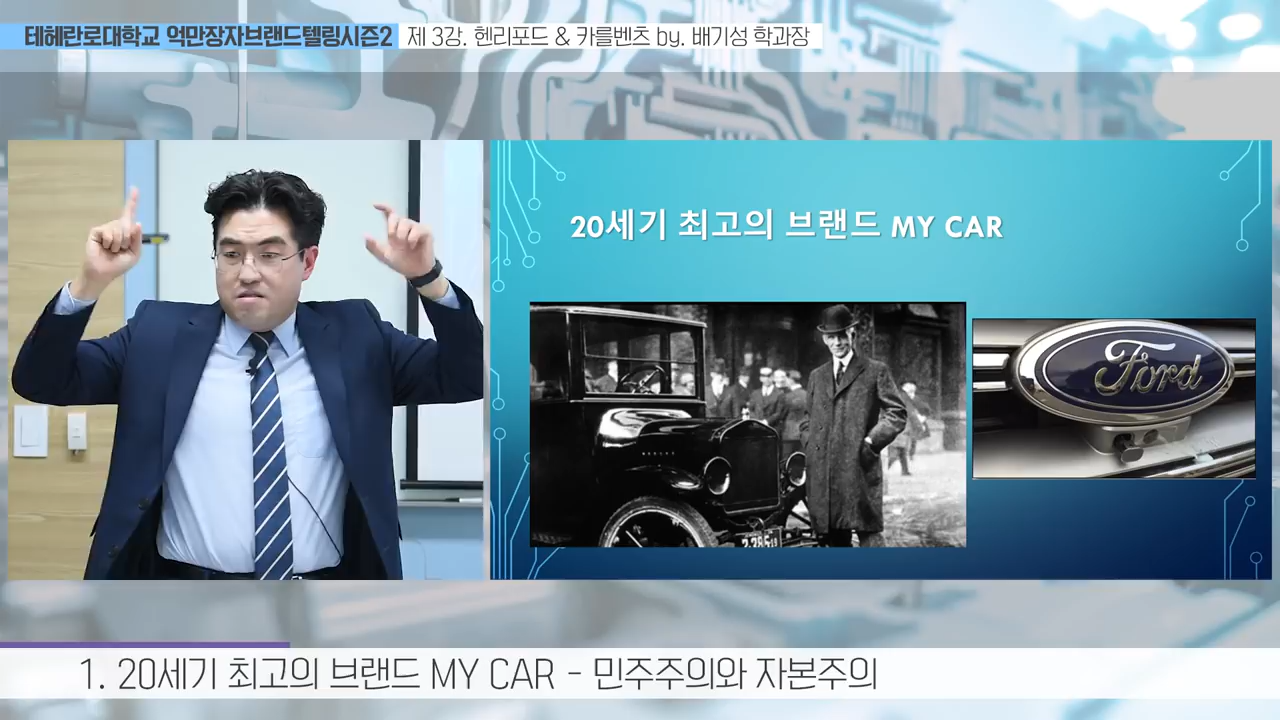 테헤란로대학교 억만장자브랜드텔링시즌2 제 3강. 헨리포드 & 카를벤츠 by. 배기성 학과장
20세기 최고의 브랜드 MY CAR
Ford
1. 20세기 최고의 브랜드 MY CAR - 민주주의와 자본주의